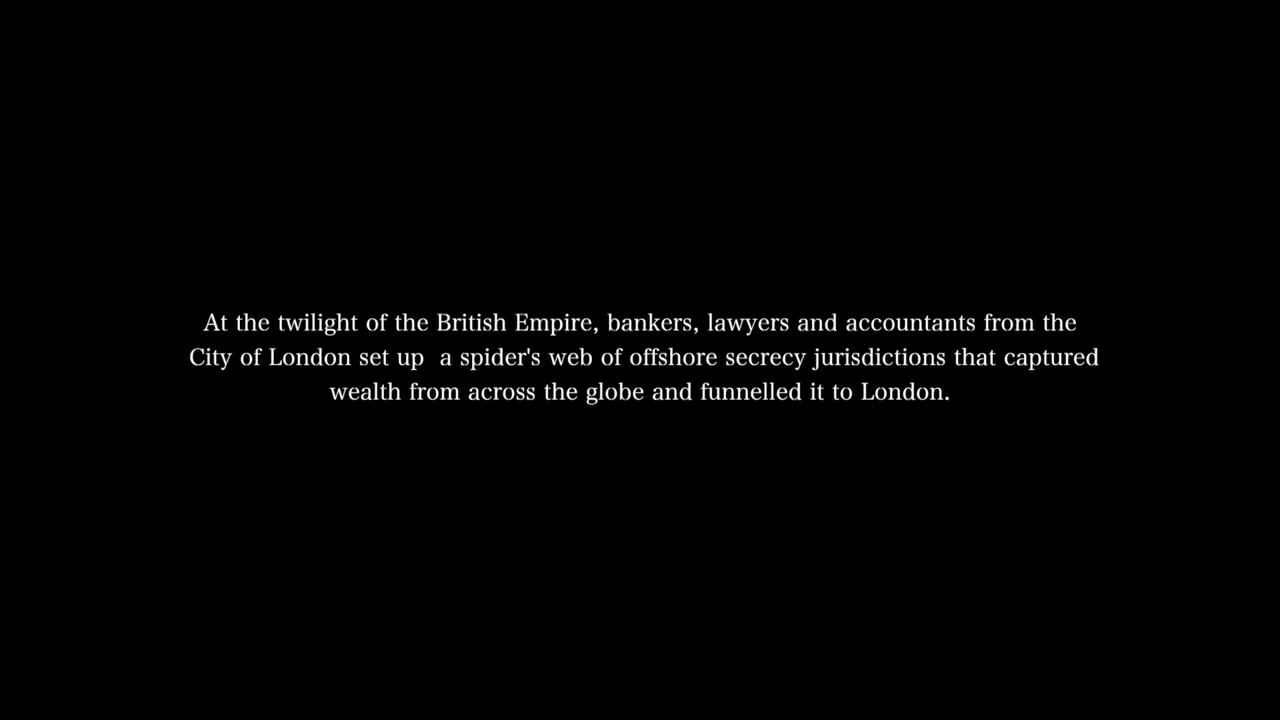 At the twilight of the British Empire, bankers, lawyers and accountants from the
City of London set up  a spider's web of offshore secrecy jurisdictions that captured
wealth from across the globe and funnelled it to London.